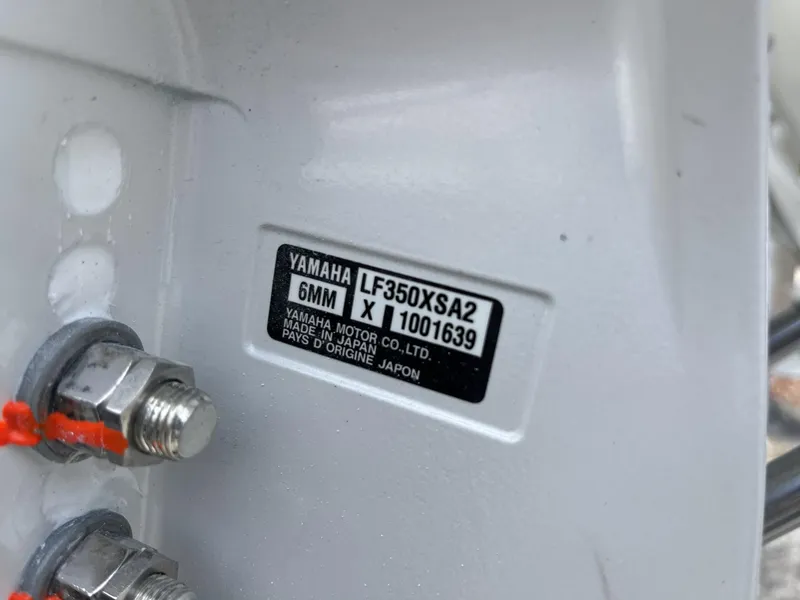 YAMAHA LF350XSA2
6MM X 1001639
YAMAHA MOTOR CO.,LTD.
MADE IN JAPAN
PAYS D'ORIGINE JAPON